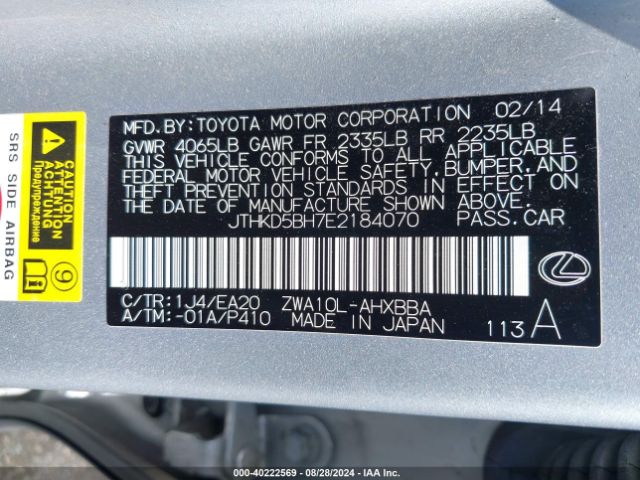 MFD.BY:TOYOTA MOTOR CORPORATION 02/14
GVWR 4065LB GAWR FR 2335LB RR 2235LB
THIS VEHICLE CONFORMS TO ALL APPLICABLE
FEDERAL MOTOR VEHICLE SAFETY,BUMPER,AND
THEFT PREVENTION STANDARDS IN EFFECT ON
THE DATE OF MANUFACTURE SHOWN ABOVE.
JTHKD5BH7E2184070 PASS.CAR
C/TR:1J4/EA20 ZWA10L-AHXBBA
A/TM:-01A/P410 MADE IN JAPAN
113A
CAUTION
ATTENTION
Предупреждение
9
SRS SIDE AIRBAG
000-40222569 | 08/28/2024 | IAA Inc.